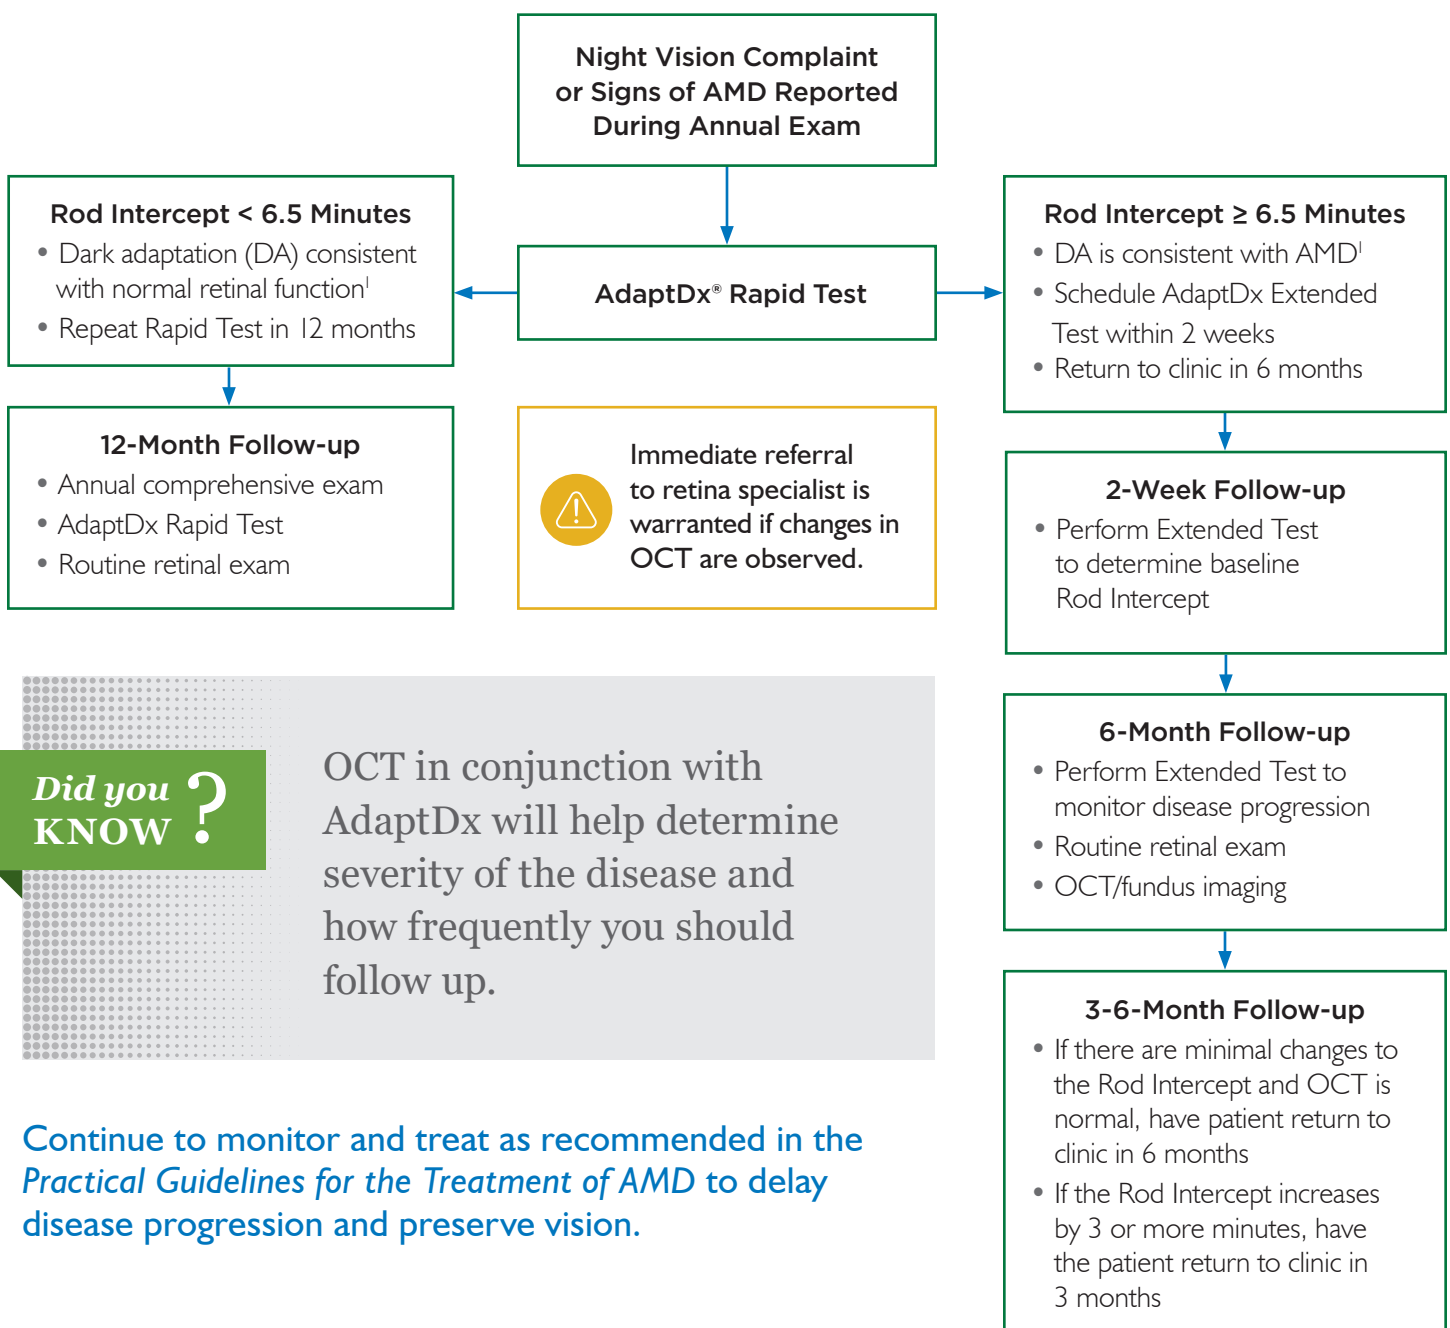 Night Vision Complaint
or Signs of AMD Reported
During Annual Exam
Rod Intercept < 6.5 Minutes
• Dark adaptation (DA) consistent
with normal retinal function¹
• Repeat Rapid Test in 12 months
AdaptDx® Rapid Test
Rod Intercept ≥ 6.5 Minutes
• DA is consistent with AMD¹
• Schedule AdaptDx Extended
Test within 2 weeks
• Return to clinic in 6 months
12-Month Follow-up
• Annual comprehensive exam
• AdaptDx Rapid Test
• Routine retinal exam
Immediate referral
to retina specialist is
warranted if changes in
OCT are observed.
2-Week Follow-up
• Perform Extended Test
to determine baseline
Rod Intercept
6-Month Follow-up
• Perform Extended Test to
monitor disease progression
• Routine retinal exam
• OCT/fundus imaging
3-6-Month Follow-up
• If there are minimal changes to
the Rod Intercept and OCT is
normal, have patient return to
clinic in 6 months
• If the Rod Intercept increases
by 3 or more minutes, have
the patient return to clinic in
3 months
Did you
KNOW ?
OCT in conjunction with
AdaptDx will help determine
severity of the disease and
how frequently you should
follow up.
Continue to monitor and treat as recommended in the
Practical Guidelines for the Treatment of AMD to delay
disease progression and preserve vision.